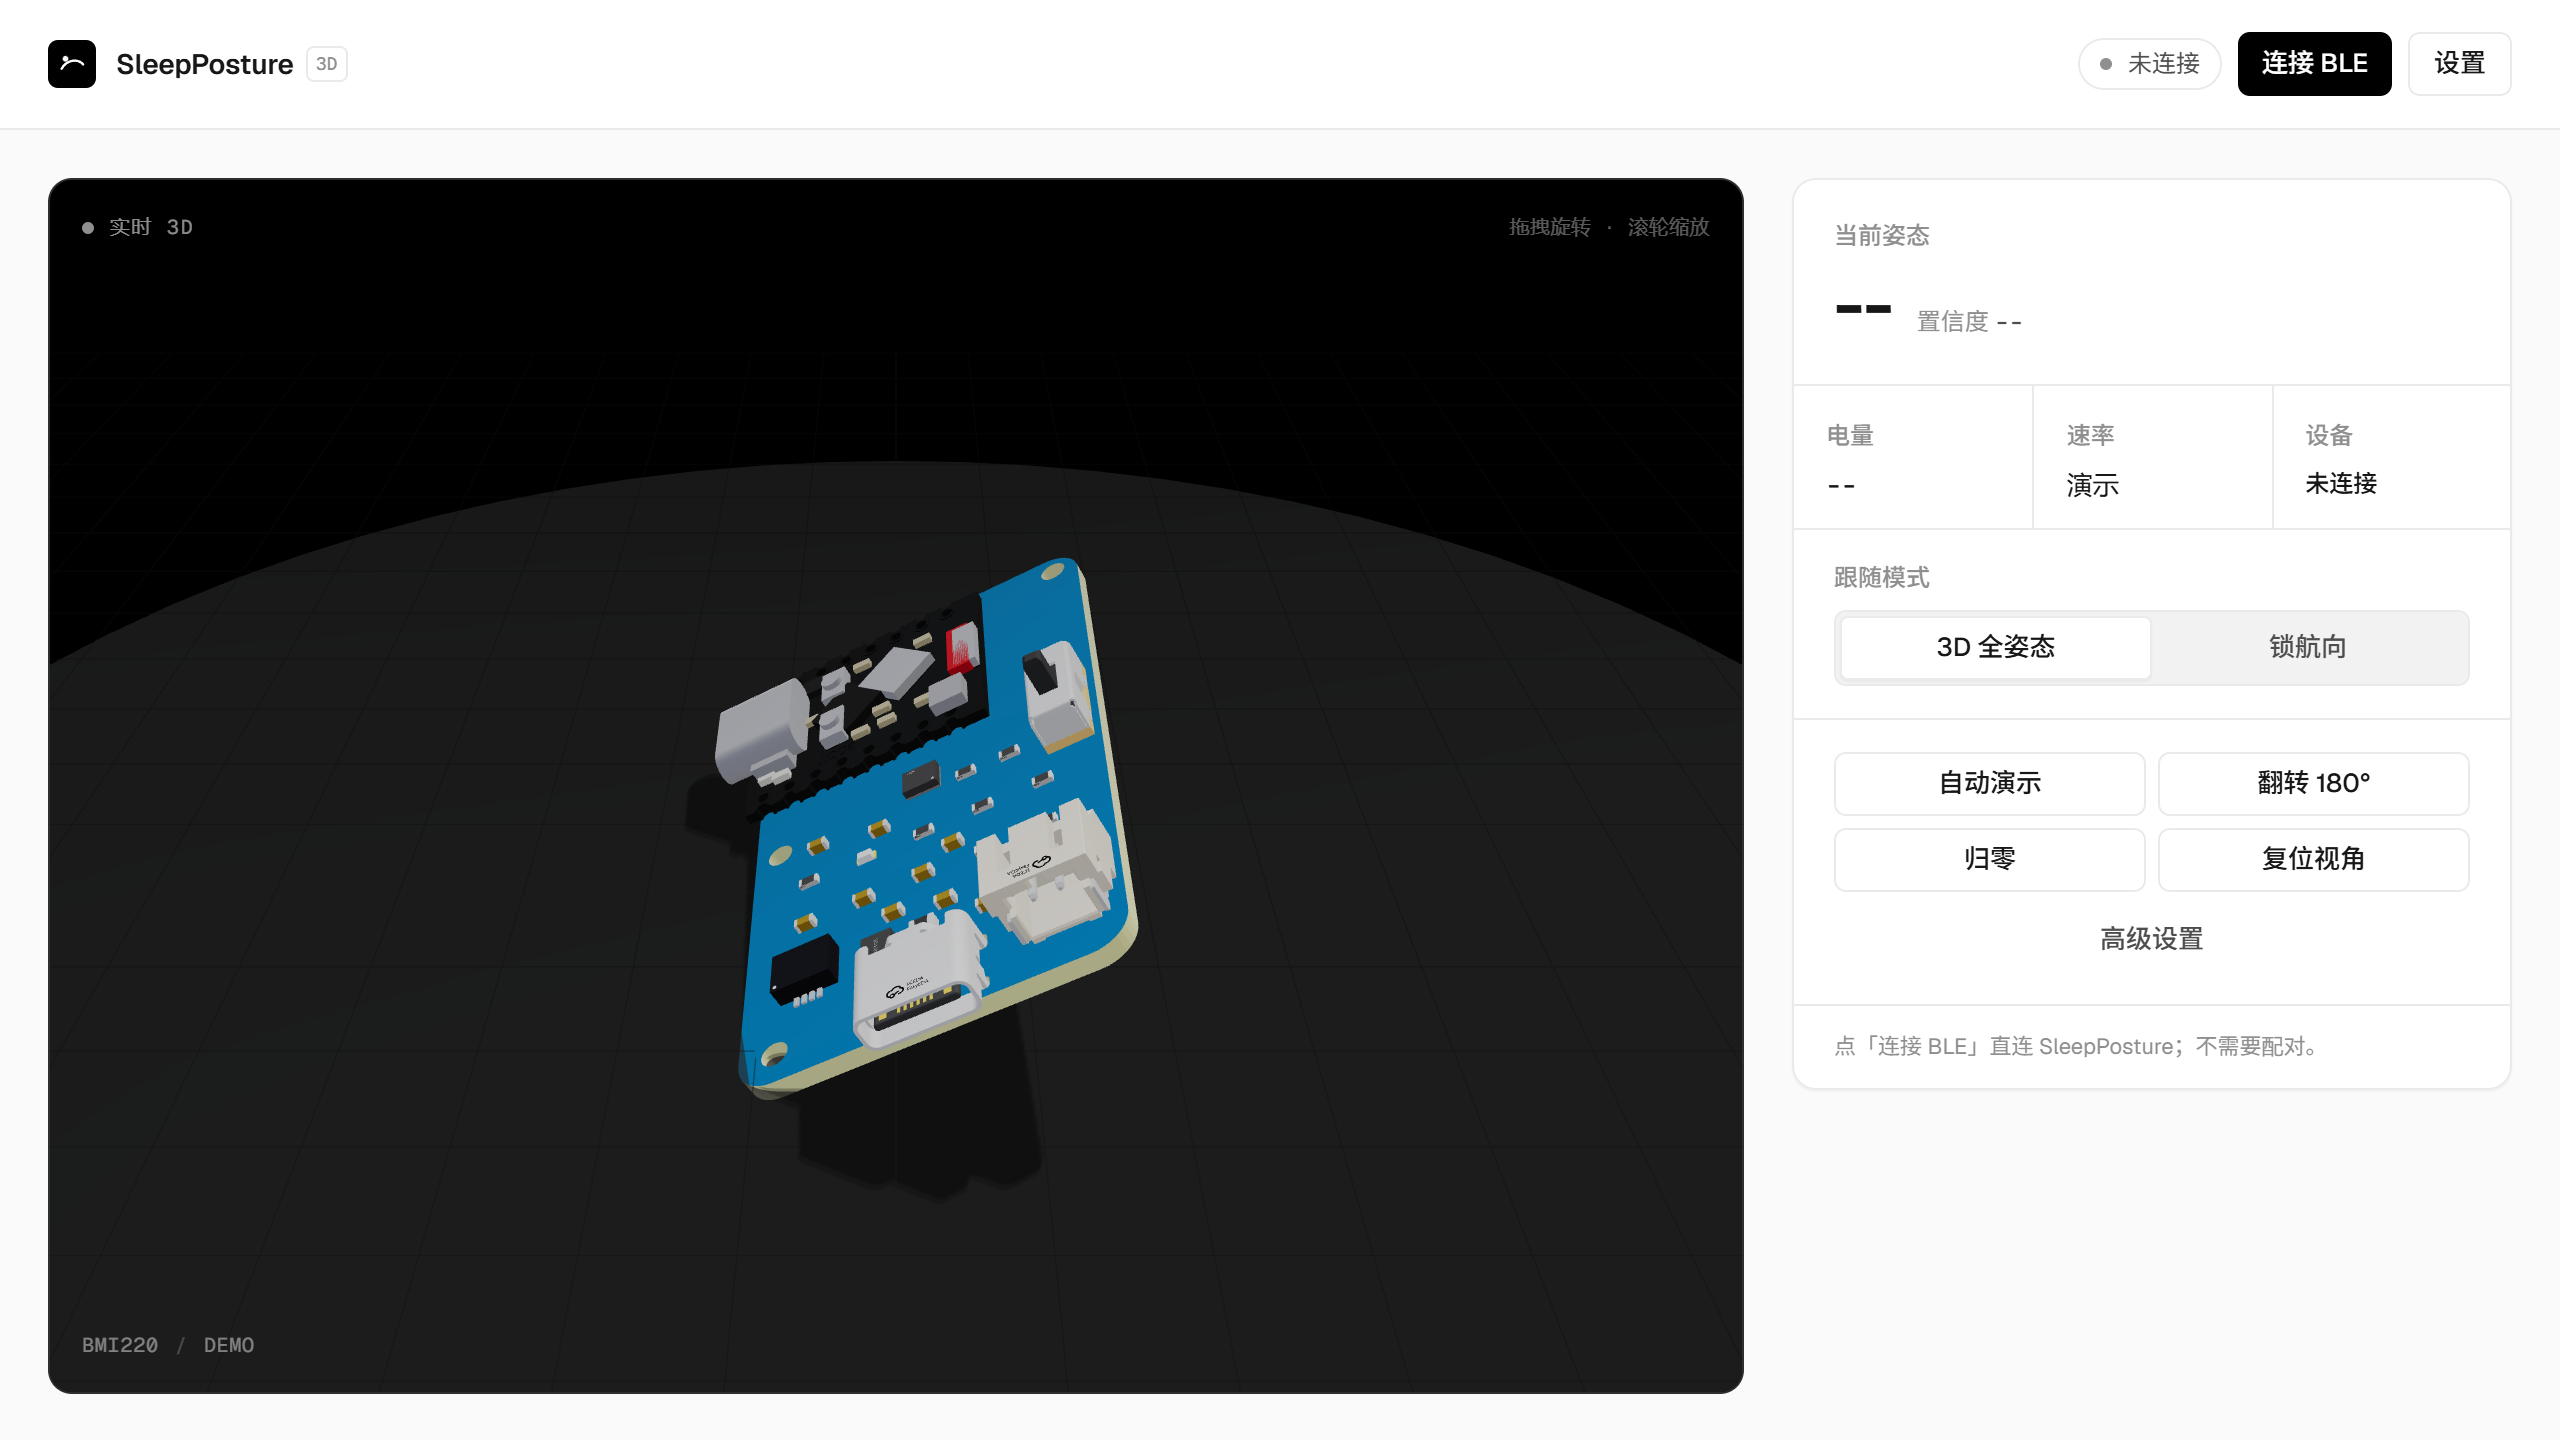 SleepPosture 3D
未连接
连接 BLE
设置
实时 3D
拖拽旋转 · 滚轮缩放
BMI220 / DEMO
当前姿态
-- 置信度 --
电量
--
速率
演示
设备
未连接
跟随模式
3D 全姿态
锁航向
自动演示
翻转 180°
归零
复位视角
高级设置
点「连接 BLE」直连 SleepPosture；不需要配对。